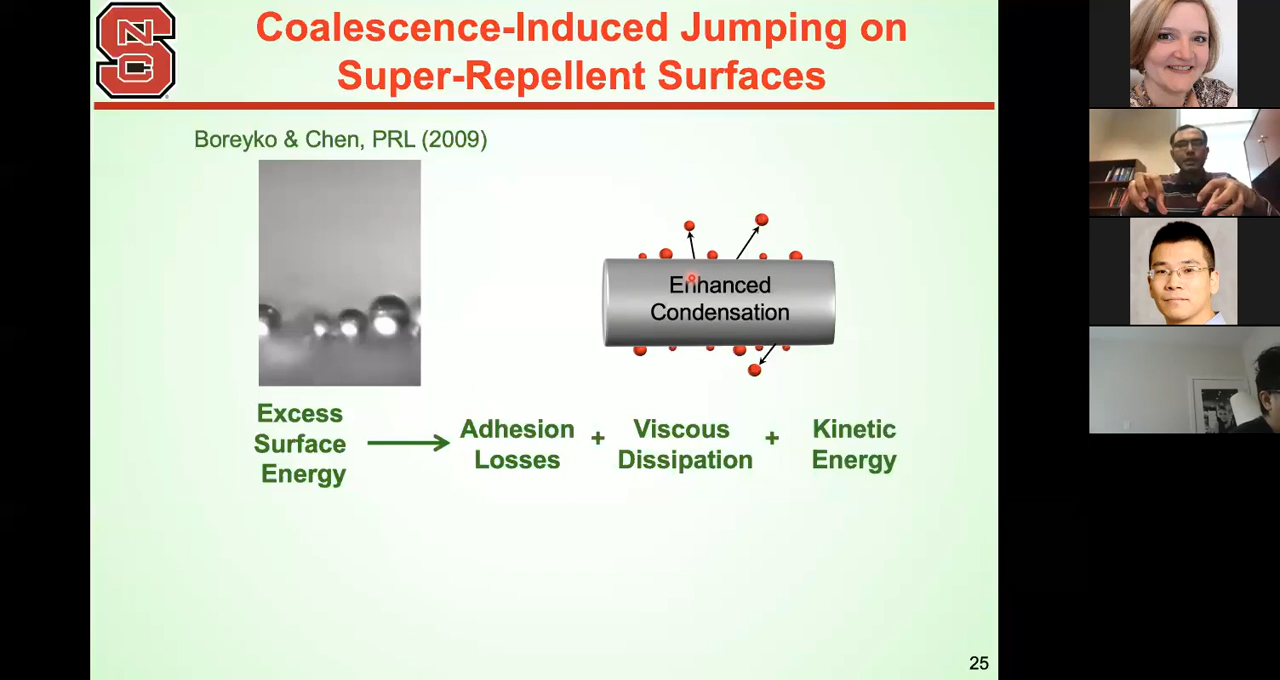 NC
S
Coalescence-Induced Jumping on
Super-Repellent Surfaces
Boreyko & Chen, PRL (2009)
Enhanced
Condensation
Excess
Surface
Energy
Adhesion
Losses
+
Viscous
Dissipation
+
Kinetic
Energy
25